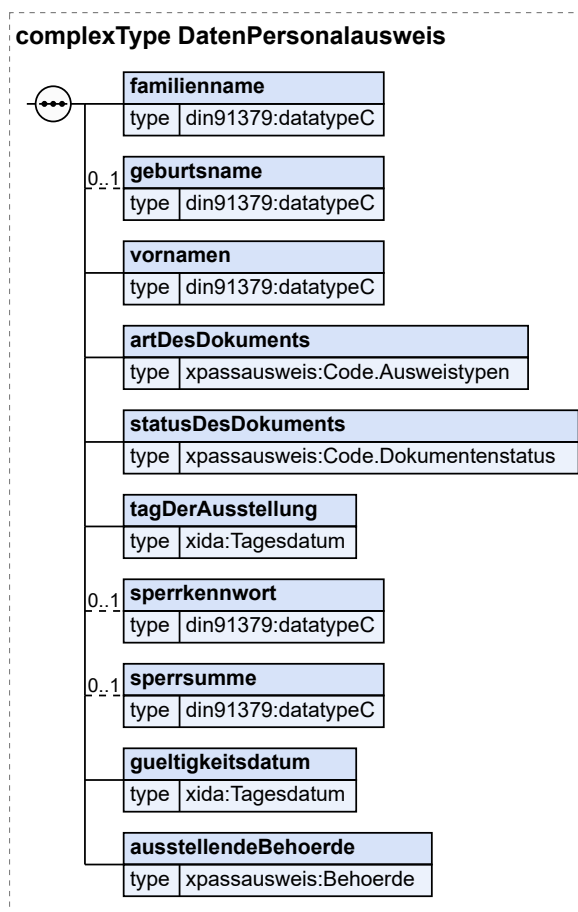 complexType DatenPersonalausweis
familienname
type din91379:datatypeC
0..1
geburtsname
type din91379:datatypeC
vornamen
type din91379:datatypeC
artDesDokuments
type xpassausweis:Code.Ausweistypen
statusDesDokuments
type xpassausweis:Code.Dokumentenstatus
tagDerAusstellung
type xida:Tagesdatum
0..1
sperrkennwort
type din91379:datatypeC
0..1
sperrsumme
type din91379:datatypeC
gueltigkeitsdatum
type xida:Tagesdatum
ausstellendeBehoerde
type xpassausweis:Behoerde